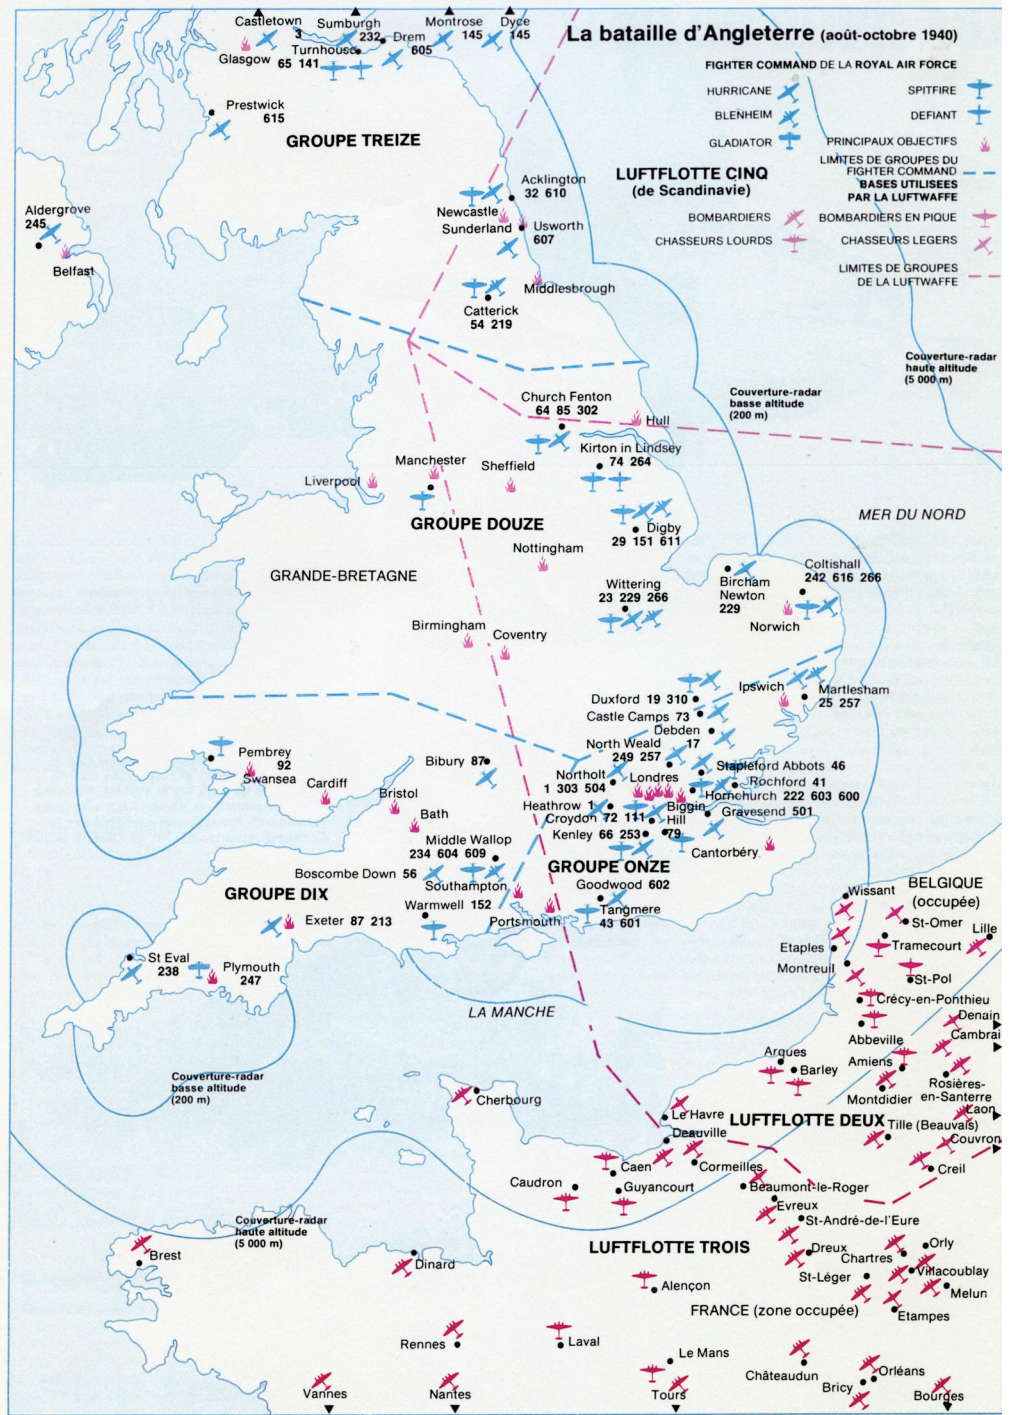 La bataille d'Angleterre (août-octobre 1940)
FIGHTER COMMAND DE LA ROYAL AIR FORCE
HURRICANE
SPITFIRE
BLENHEIM
DEFIANT
GLADIATOR
PRINCIPAUX OBJECTIFS
LIMITES DE GROUPES DU
FIGHTER COMMAND
BASES UTILISEES
PAR LA LUFTWAFFE
LUFTFLOTTE CINQ
(de Scandinavie)
BOMBARDIERS
BOMBARDIERS EN PIQUE
CHASSEURS LOURDS
CHASSEURS LEGERS
LIMITES DE GROUPES
DE LA LUFTWAFFE
Castletown
3
Sumburgh
232
Montrose
145
Dyce
145
Drem
605
Glasgow
Turnhouse
65 141
Prestwick
615
GROUPE TREIZE
Aldergrove
245
Belfast
Acklington
32 610
Newcastle
Sunderland
Usworth
607
Middlesbrough
Catterick
54 219
Couverture-radar
haute altitude
(5 000 m)
Couverture-radar
basse altitude
(200 m)
Church Fenton
64 85 302
Hull
Kirton in Lindsey
74 264
Manchester
Sheffield
Liverpool
GROUPE DOUZE
Digby
29 151 611
MER DU NORD
Nottingham
GRANDE-BRETAGNE
Wittering
23 229 266
Bircham
Newton
229
Coltishall
242 616 266
Norwich
Birmingham
Coventry
Duxford 19 310
Ipswich
Martlesham
25 257
Castle Camps 73
Debden
17
North Weald
249 257
Pembrey
92
Swansea
Cardiff
Bibury 87
Northolt
1 303 504
Londres
Stapleford Abbots 46
Rochford 41
Hornchurch 222 603 600
Gravesend 501
Bristol
Bath
Heathrow 1
Croydon 72 111
Biggin
Hill
79
Kenley 66 253
Cantorbéry
Middle Wallop
234 604 609
Boscombe Down 56
Southampton
GROUPE ONZE
Goodwood 602
Tangmere
43 601
GROUPE DIX
Warmwell 152
Portsmouth
Exeter 87 213
St Eval
238
Plymouth
247
LA MANCHE
BELGIQUE
(occupée)
Wissant
St-Omer
Lille
Etaples
Tramecourt
Montreuil
St-Pol
Crécy-en-Ponthieu
Denain
Abbeville
Cambrai
Couverture-radar
basse altitude
(200 m)
Arques
Barley
Amiens
Montdidier
Rosières-
en-Santerre
Laon
Cherbourg
Le Havre
LUFTFLOTTE DEUX
Tille (Beauvais)
Deauville
Couvron
Creil
Caen
Cormeilles
Caudron
Guyancourt
Beaumont-le-Roger
Evreux
St-André-de-l'Eure
Couverture-radar
haute altitude
(5 000 m)
Brest
Dinard
LUFTFLOTTE TROIS
Dreux
Chartres
Orly
St-Léger
Villacoublay
Melun
Alençon
FRANCE (zone occupée)
Etampes
Rennes
Laval
Le Mans
Châteaudun
Orléans
Bricy
Bourges
Vannes
Nantes
Tours